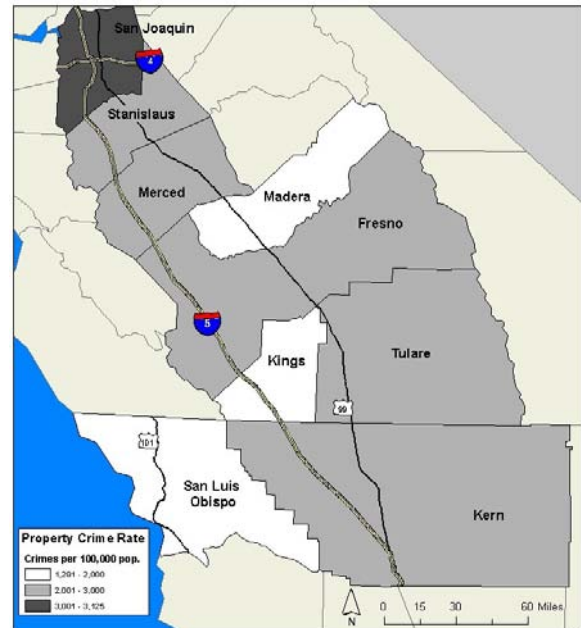 San Joaquin
4
Stanislaus
Merced
Madera
Fresno
5
Kings
Tulare
99
101
San Luis
Obispo
Kern
Property Crime Rate
Crimes per 100,000 pop.
1,201 - 2,000
2,001 - 3,000
3,001 - 3,125
N
0 15 30 60 Miles